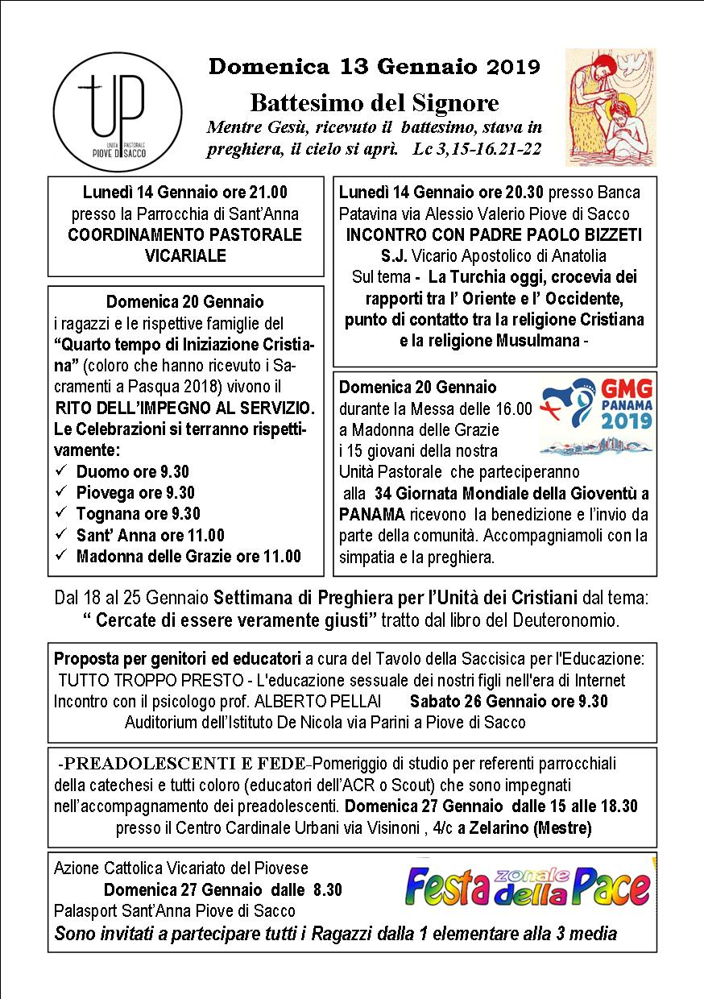 UP
UNITÀ PASTORALE
PIOVE DI SACCO
Domenica 13 Gennaio 2019
Battesimo del Signore
Mentre Gesù, ricevuto il battesimo, stava in
preghiera, il cielo si aprì. Lc 3,15-16.21-22
Lunedì 14 Gennaio ore 21.00
presso la Parrocchia di Sant'Anna
COORDINAMENTO PASTORALE
VICARIALE
Domenica 20 Gennaio
i ragazzi e le rispettive famiglie del
“Quarto tempo di Iniziazione Cristia-
na” (coloro che hanno ricevuto i Sa-
cramenti a Pasqua 2018) vivono il
RITO DELL'IMPEGNO AL SERVIZIO.
Le Celebrazioni si terranno rispetti-
vamente:
✓ Duomo ore 9.30
✓ Piovega ore 9.30
✓ Tognana ore 9.30
✓ Sant' Anna ore 11.00
✓ Madonna delle Grazie ore 11.00
Lunedì 14 Gennaio ore 20.30 presso Banca
Patavina via Alessio Valerio Piove di Sacco
INCONTRO CON PADRE PAOLO BIZZETI
S.J. Vicario Apostolico di Anatolia
Sul tema - La Turchia oggi, crocevia dei
rapporti tra l' Oriente e l' Occidente,
punto di contatto tra la religione Cristiana
e la religione Musulmana -
Domenica 20 Gennaio
durante la Messa delle 16.00
a Madonna delle Grazie
i 15 giovani della nostra
Unità Pastorale che parteciperanno
alla 34 Giornata Mondiale della Gioventù a
PANAMA ricevono la benedizione e l'invio da
parte della comunità. Accompagniamoli con la
simpatia e la preghiera.
GMG
PANAMA
2019
Dal 18 al 25 Gennaio Settimana di Preghiera per l'Unità dei Cristiani dal tema:
“ Cercate di essere veramente giusti” tratto dal libro del Deuteronomio.
Proposta per genitori ed educatori a cura del Tavolo della Saccisica per l'Educazione:
TUTTO TROPPO PRESTO - L'educazione sessuale dei nostri figli nell'era di Internet
Incontro con il psicologo prof. ALBERTO PELLAI Sabato 26 Gennaio ore 9.30
Auditorium dell'Istituto De Nicola via Parini a Piove di Sacco
-PREADOLESCENTI E FEDE-Pomeriggio di studio per referenti parrocchiali
della catechesi e tutti coloro (educatori dell'ACR o Scout) che sono impegnati
nell'accompagnamento dei preadolescenti. Domenica 27 Gennaio dalle 15 alle 18.30
presso il Centro Cardinale Urbani via Visinoni , 4/c a Zelarino (Mestre)
Azione Cattolica Vicariato del Piovese
Domenica 27 Gennaio dalle 8.30
Palasport Sant'Anna Piove di Sacco
Sono invitati a partecipare tutti i Ragazzi dalla 1 elementare alla 3 media
Festa zonale della Pace